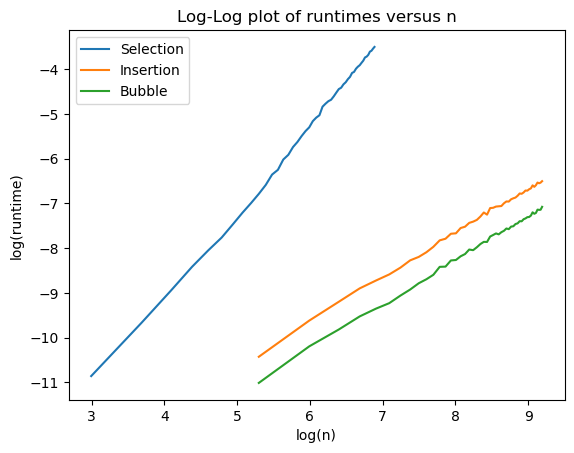 Log-Log plot of runtimes versus n
Selection
Insertion
Bubble
−4
−5
−6
−7
−8
−9
−10
−11
log(runtime)
3 4 5 6 7 8 9
log(n)